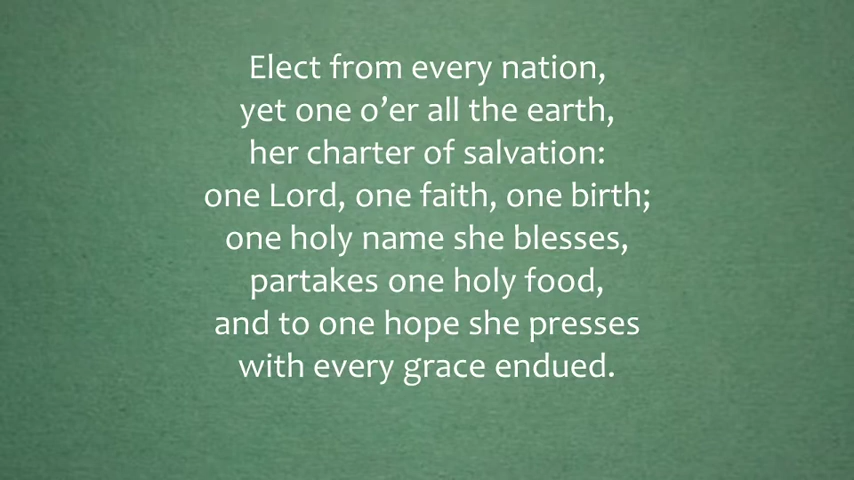 Elect from every nation,
yet one o’er all the earth,
her charter of salvation:
one Lord, one faith, one birth;
one holy name she blesses,
partakes one holy food,
and to one hope she presses
with every grace endued.